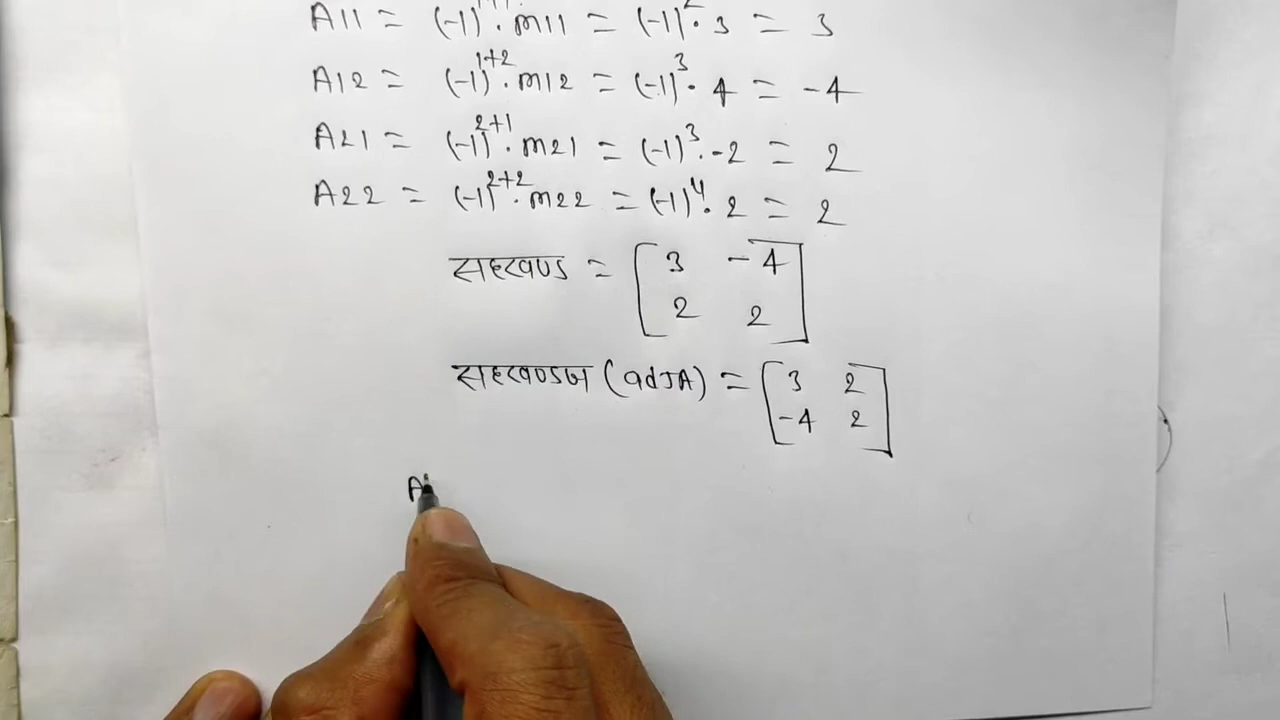 A11 = (-1)¹⁺¹. m11 = (-1)². 3 = 3
A12 = (-1)¹⁺². m12 = (-1)³. 4 = -4
A21 = (-1)²⁺¹. m21 = (-1)³. -2 = 2
A22 = (-1)²⁺². m22 = (-1)⁴. 2 = 2
सहखण्ड = [3 -4
2 2]
सहखण्डज (adJA) = [3 2
-4 2]
A